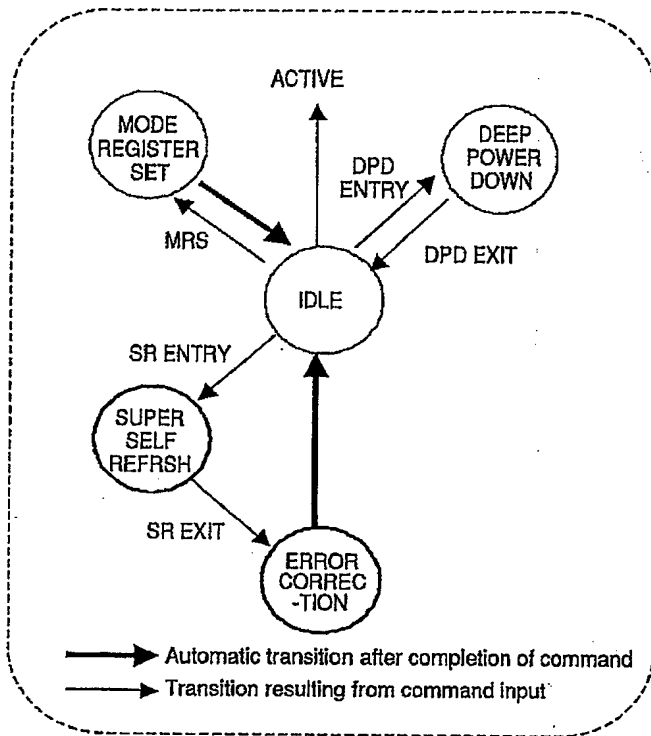 ACTIVE
MODE
REGISTER
SET
DEEP
POWER
DOWN
DPD
ENTRY
MRS
DPD EXIT
IDLE
SR ENTRY
SUPER
SELF
REFRSH
SR EXIT
ERROR
CORREC
-TION
Automatic transition after completion of command
Transition resulting from command input